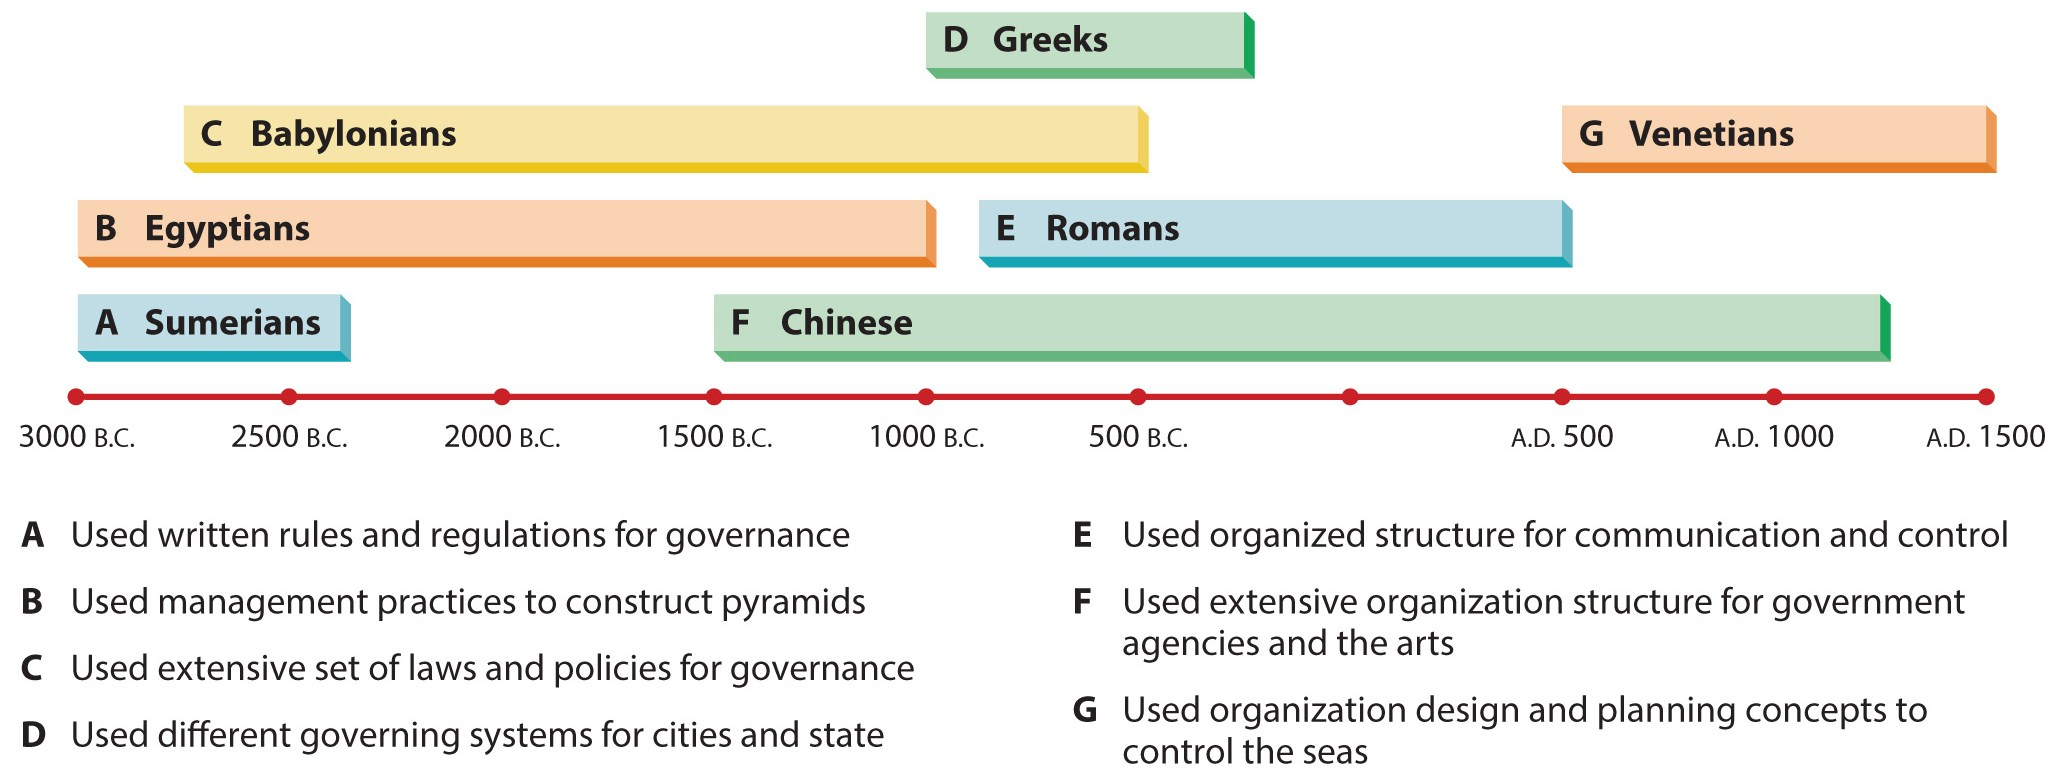 D Greeks
C Babylonians
G Venetians
B Egyptians
E Romans
A Sumerians
F Chinese
3000 B.C.
2500 B.C.
2000 B.C.
1500 B.C.
1000 B.C.
500 B.C.
A.D. 500
A.D. 1000
A.D. 1500
A Used written rules and regulations for governance
B Used management practices to construct pyramids
C Used extensive set of laws and policies for governance
D Used different governing systems for cities and state
E Used organized structure for communication and control
F Used extensive organization structure for government
agencies and the arts
G Used organization design and planning concepts to
control the seas